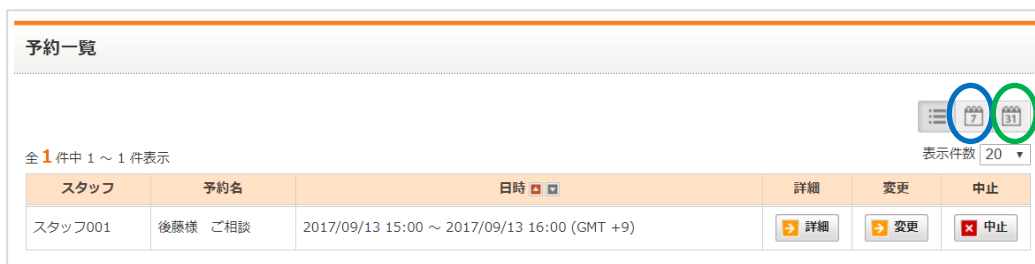 予約一覧
7 31
全 1 件中 1 ～ 1 件表示 表示件数 20
スタッフ 予約名 日時 詳細 変更 中止
スタッフ001 後藤様 ご相談 2017/09/13 15:00 ～ 2017/09/13 16:00 (GMT +9) 詳細 変更 中止